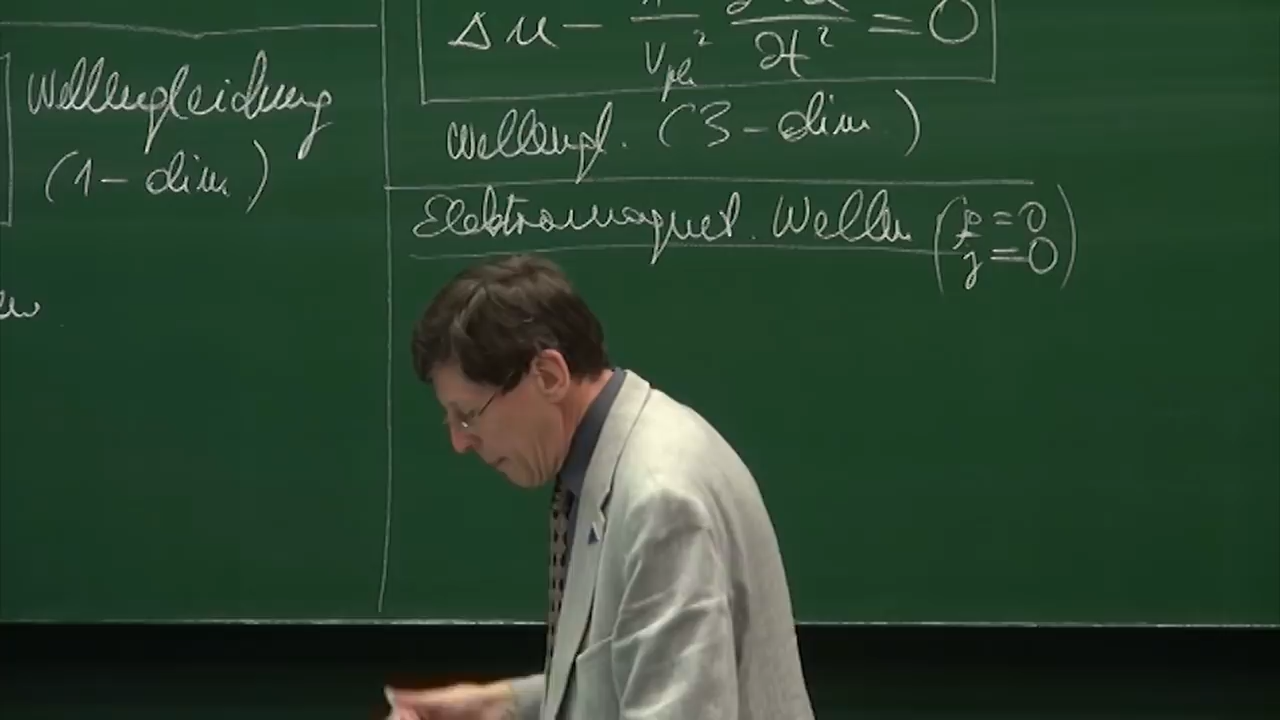 Wellengleichung
(1-dim.)
Δu - 1/v_ph² ∂²u/∂t² = 0
Wellengl. (3-dim.)
Elektromagnet. Wellen (ρ = 0
j = 0)